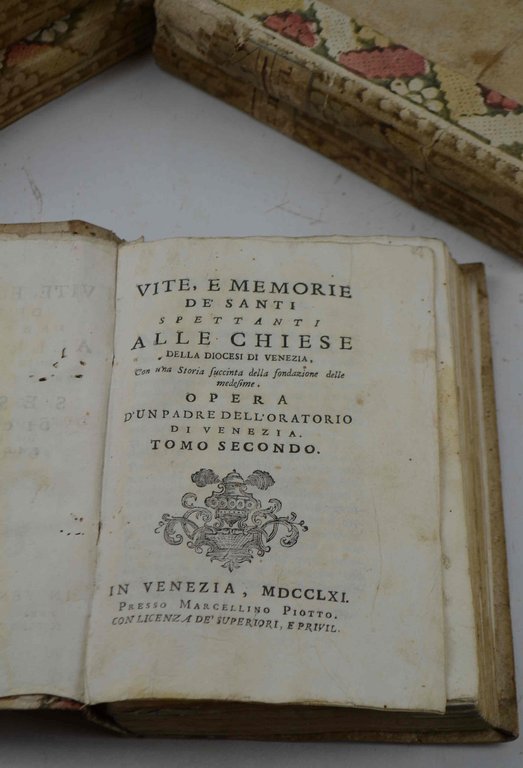 VITE, E MEMORIE
DE' SANTI
SPETTANTI
ALLE CHIESE
DELLA DIOCESI DI VENEZIA,
Con una Storia succinta della fondazione delle
medesime.
OPERA
D'UN PADRE DELL'ORATORIO
DI VENEZIA.
TOMO SECONDO.
IN VENEZIA, MDCCLXI.
PRESSO MARCELLINO PIOTTO.
CON LICENZA DE' SUPERIORI, E PRIVIL.